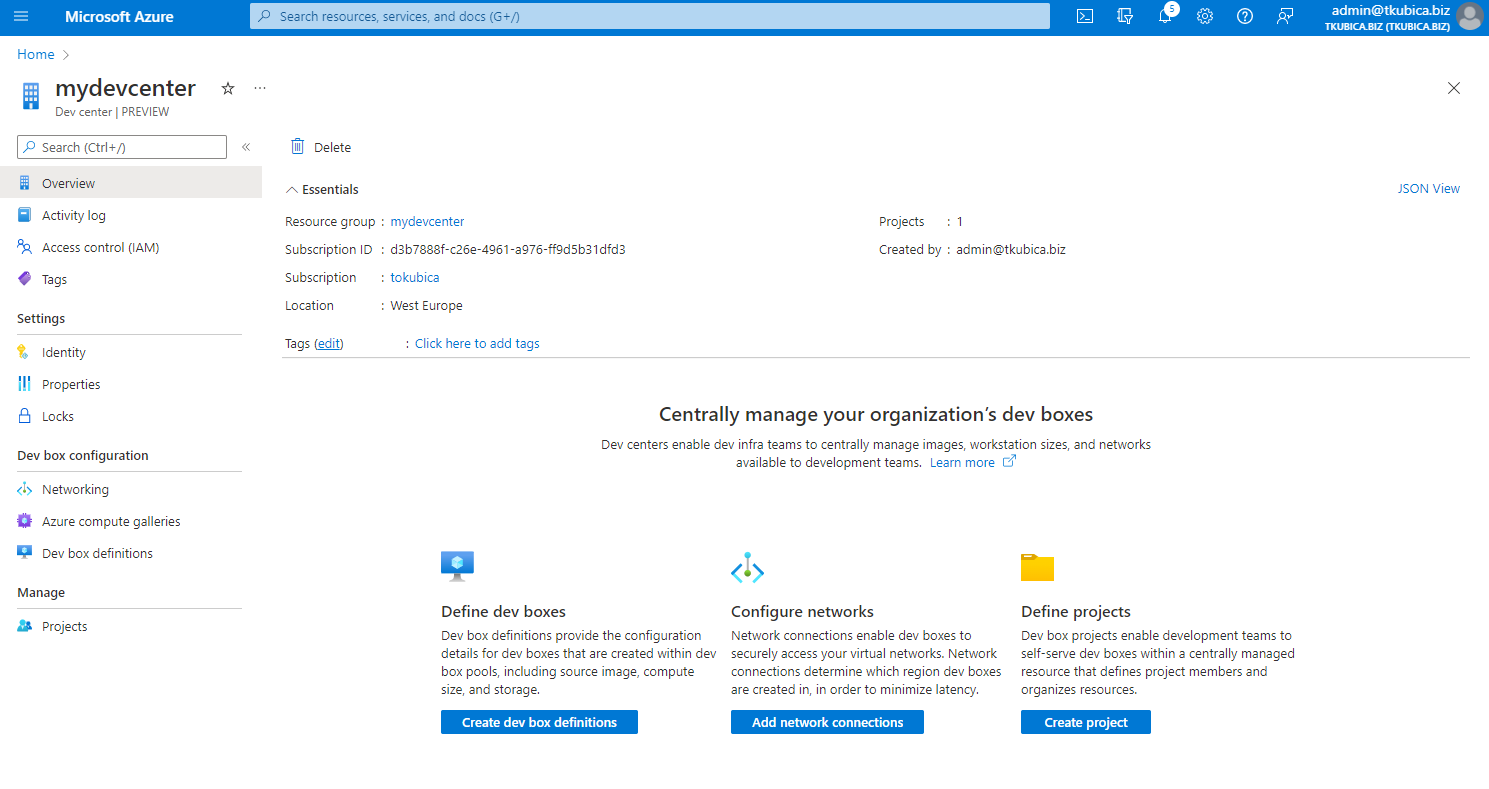 Microsoft Azure
Search resources, services, and docs (G+/)
5
admin@tkubica.biz
TKUBICA.BIZ (TKUBICA.BIZ)
Home
mydevcenter
Dev center | PREVIEW
Search (Ctrl+/)
Overview
Activity log
Access control (IAM)
Tags
Settings
Identity
Properties
Locks
Dev box configuration
Networking
Azure compute galleries
Dev box definitions
Manage
Projects
Delete
Essentials
JSON View
Resource group : mydevcenter
Subscription ID : d3b7888f-c26e-4961-a976-ff9d5b31dfd3
Subscription : tokubica
Location : West Europe
Projects : 1
Created by : admin@tkubica.biz
Tags (edit) : Click here to add tags
Centrally manage your organization’s dev boxes
Dev centers enable dev infra teams to centrally manage images, workstation sizes, and networks
available to development teams. Learn more
Define dev boxes
Dev box definitions provide the configuration
details for dev boxes that are created within dev
box pools, including source image, compute
size, and storage.
Create dev box definitions
Configure networks
Network connections enable dev boxes to
securely access your virtual networks. Network
connections determine which region dev boxes
are created in, in order to minimize latency.
Add network connections
Define projects
Dev box projects enable development teams to
self-serve dev boxes within a centrally managed
resource that defines project members and
organizes resources.
Create project